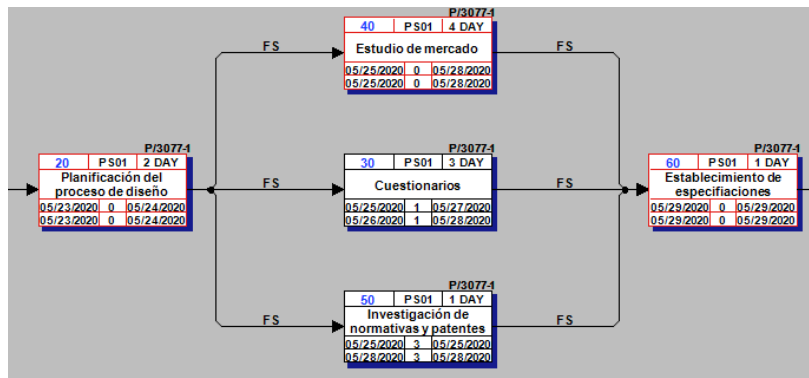 P/3077-1
40 PS01 4 DAY
Estudio de mercado
05/25/2020 0 05/28/2020
05/25/2020 0 05/28/2020
FS
FS
P/3077-1
20 PS01 2 DAY
Planificación del
proceso de diseño
05/23/2020 0 05/24/2020
05/23/2020 0 05/24/2020
FS
P/3077-1
30 PS01 3 DAY
Cuestionarios
05/25/2020 1 05/27/2020
05/26/2020 1 05/28/2020
FS
P/3077-1
60 PS01 1 DAY
Establecimiento de
especifiaciones
05/29/2020 0 05/29/2020
05/29/2020 0 05/29/2020
FS
P/3077-1
50 PS01 1 DAY
Investigación de
normativas y patentes
05/25/2020 3 05/25/2020
05/28/2020 3 05/28/2020
FS